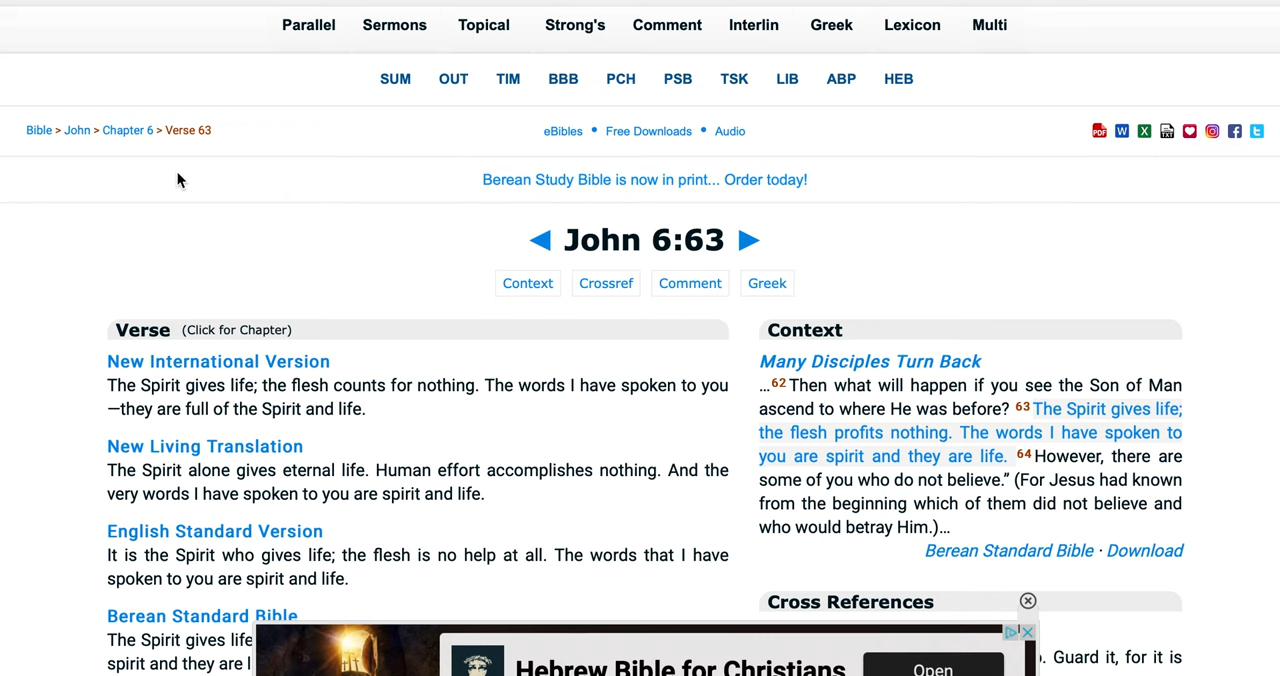 Parallel Sermons Topical Strong's Comment Interlin Greek Lexicon Multi
SUM OUT TIM BBB PCH PSB TSK LIB ABP HEB
Bible > John > Chapter 6 > Verse 63
eBibles • Free Downloads • Audio
PDF W X TXT
Berean Study Bible is now in print... Order today!
◄ John 6:63 ►
Context Crossref Comment Greek
Verse (Click for Chapter)
New International Version
The Spirit gives life; the flesh counts for nothing. The words I have spoken to you
—they are full of the Spirit and life.
New Living Translation
The Spirit alone gives eternal life. Human effort accomplishes nothing. And the
very words I have spoken to you are spirit and life.
English Standard Version
It is the Spirit who gives life; the flesh is no help at all. The words that I have
spoken to you are spirit and life.
Berean Standard Bible
The Spirit gives life
spirit and they are l
Context
Many Disciples Turn Back
…62Then what will happen if you see the Son of Man
ascend to where He was before? 63The Spirit gives life;
the flesh profits nothing. The words I have spoken to
you are spirit and they are life. 64However, there are
some of you who do not believe.” (For Jesus had known
from the beginning which of them did not believe and
who would betray Him.)…
Berean Standard Bible · Download
Cross References
. Guard it, for it is
Hebrew Bible for Christians
Open